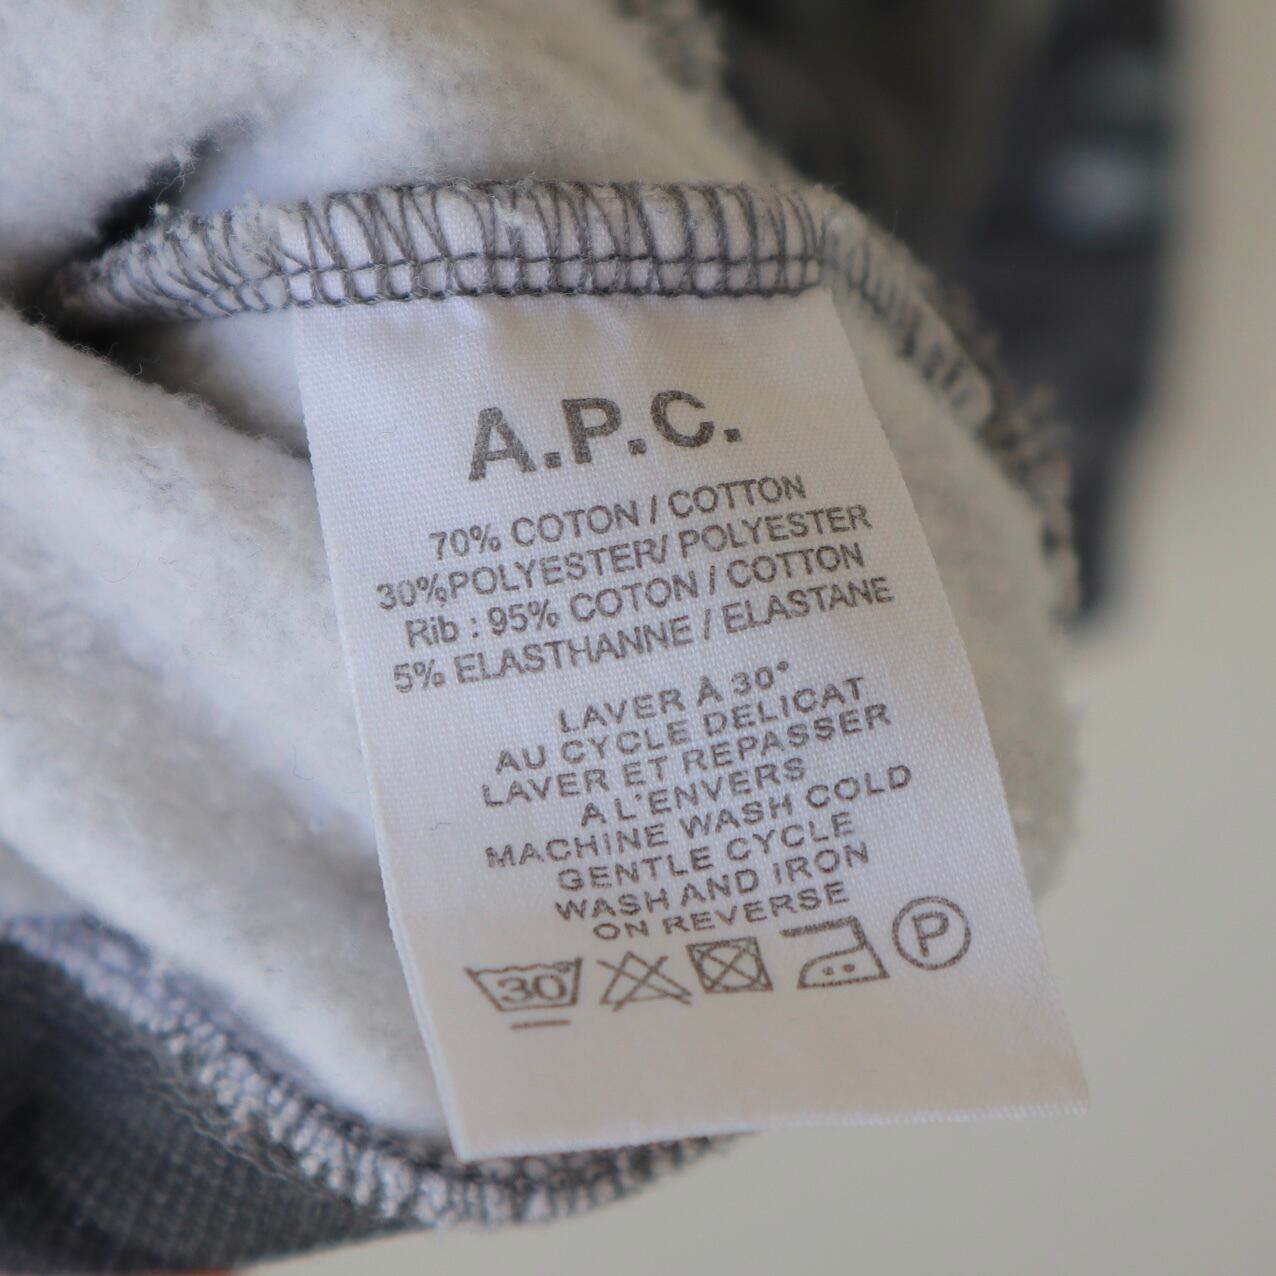 A.P.C.
70% COTON / COTTON
30%POLYESTER/ POLYESTER
Rib : 95% COTON / COTTON
5% ELASTHANNE / ELASTANE
LAVER À 30°
AU CYCLE DELICAT
LAVER ET REPASSER
A L'ENVERS
MACHINE WASH COLD
GENTLE CYCLE
WASH AND IRON
ON REVERSE
30 P